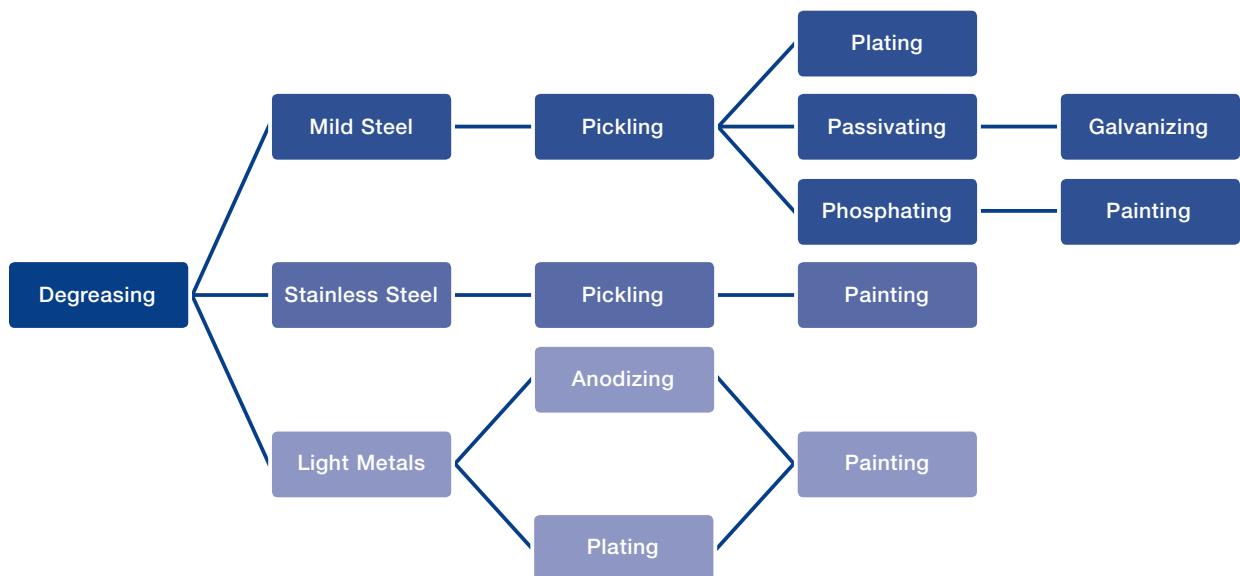 Plating
Mild Steel
Pickling
Passivating
Galvanizing
Phosphating
Painting
Degreasing
Stainless Steel
Pickling
Painting
Anodizing
Light Metals
Painting
Plating